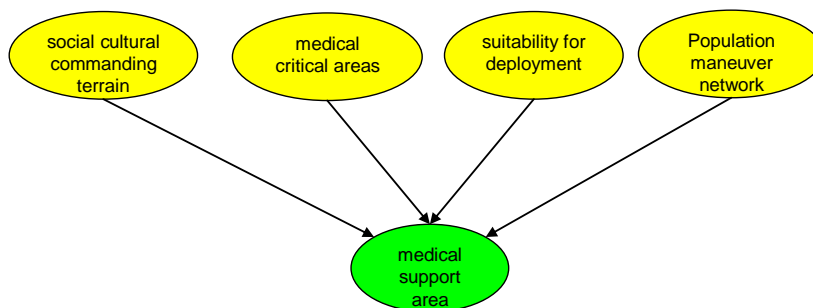 social cultural
commanding
terrain
medical
critical areas
suitability for
deployment
Population
maneuver
network
medical
support
area